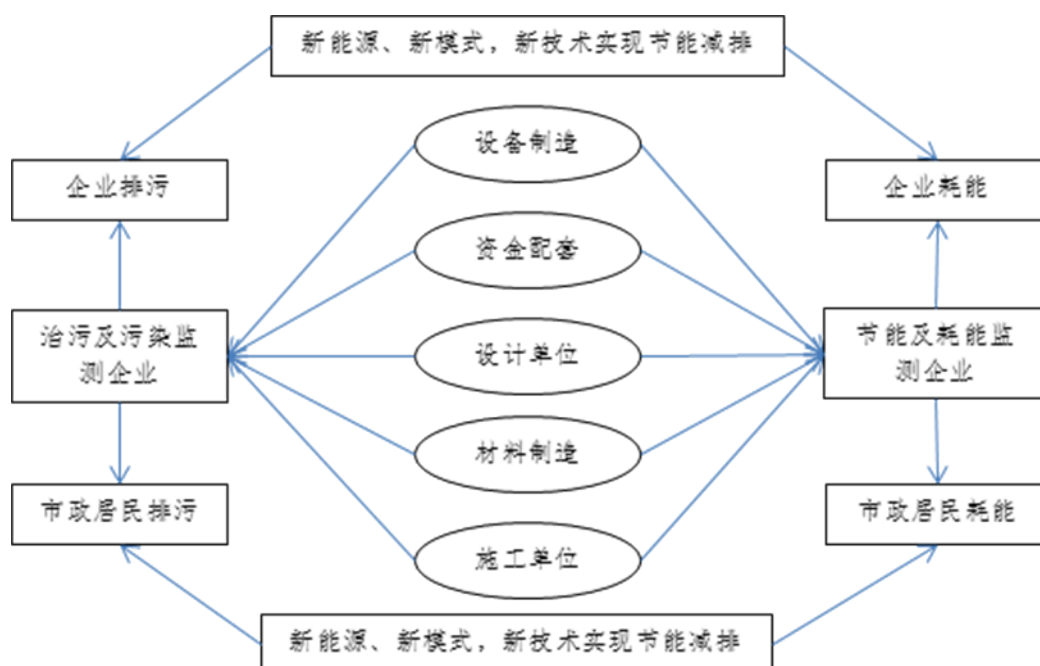 新能源、新模式，新技术实现节能减排
设备制造
企业排污
企业耗能
资金配套
治污及污染监
测企业
设计单位
节能及耗能监
测企业
材料制造
市政居民排污
市政居民耗能
施工单位
新能源、新模式，新技术实现节能减排